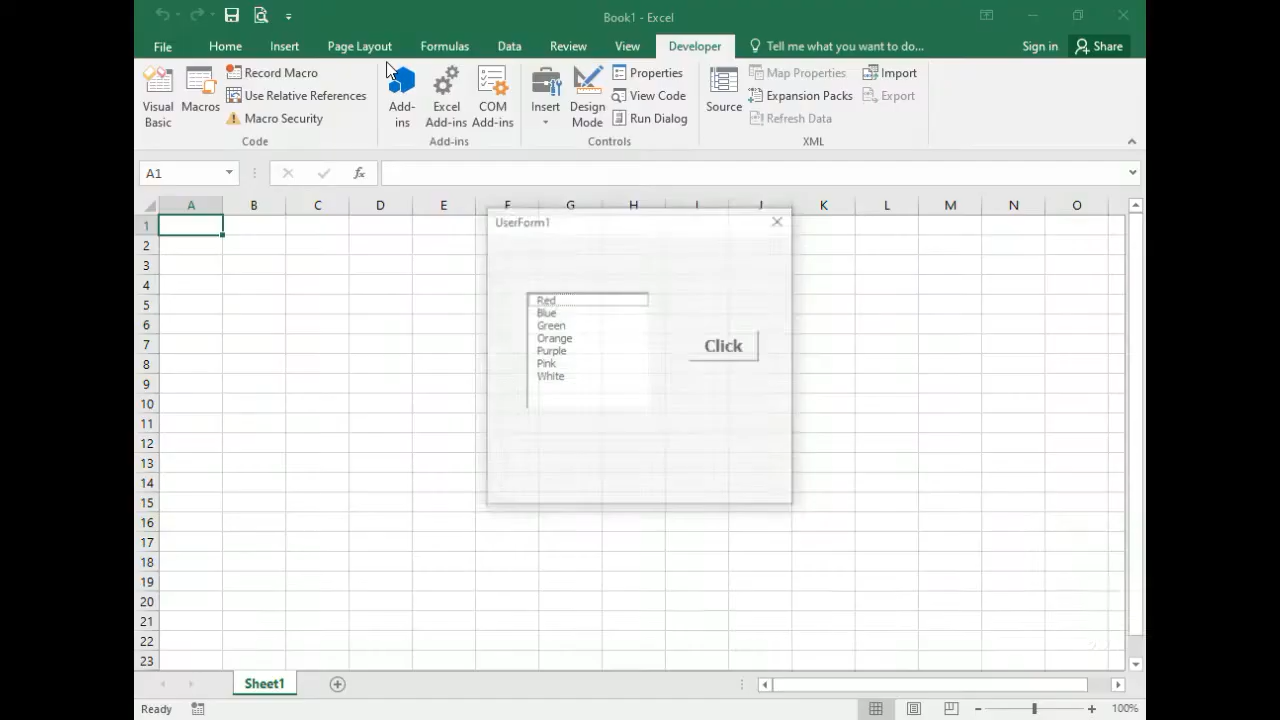 Book1 - Excel
File Home Insert Page Layout Formulas Data Review View Developer Tell me what you want to do... Sign in Share
Visual Basic
Macros
Record Macro
Use Relative References
Macro Security
Code
Add-ins
Excel Add-ins
COM Add-ins
Add-ins
Insert
Design Mode
Properties
View Code
Run Dialog
Controls
Source
Map Properties
Expansion Packs
Refresh Data
Import
Export
XML
A1 fx
A B C D E F G H I J K L M N O
1
2
3
4
5
6
7
8
9
10
11
12
13
14
15
16
17
18
19
20
21
22
23
UserForm1
Red
Blue
Green
Orange
Purple
Pink
White
Click
Sheet1
Ready 100%